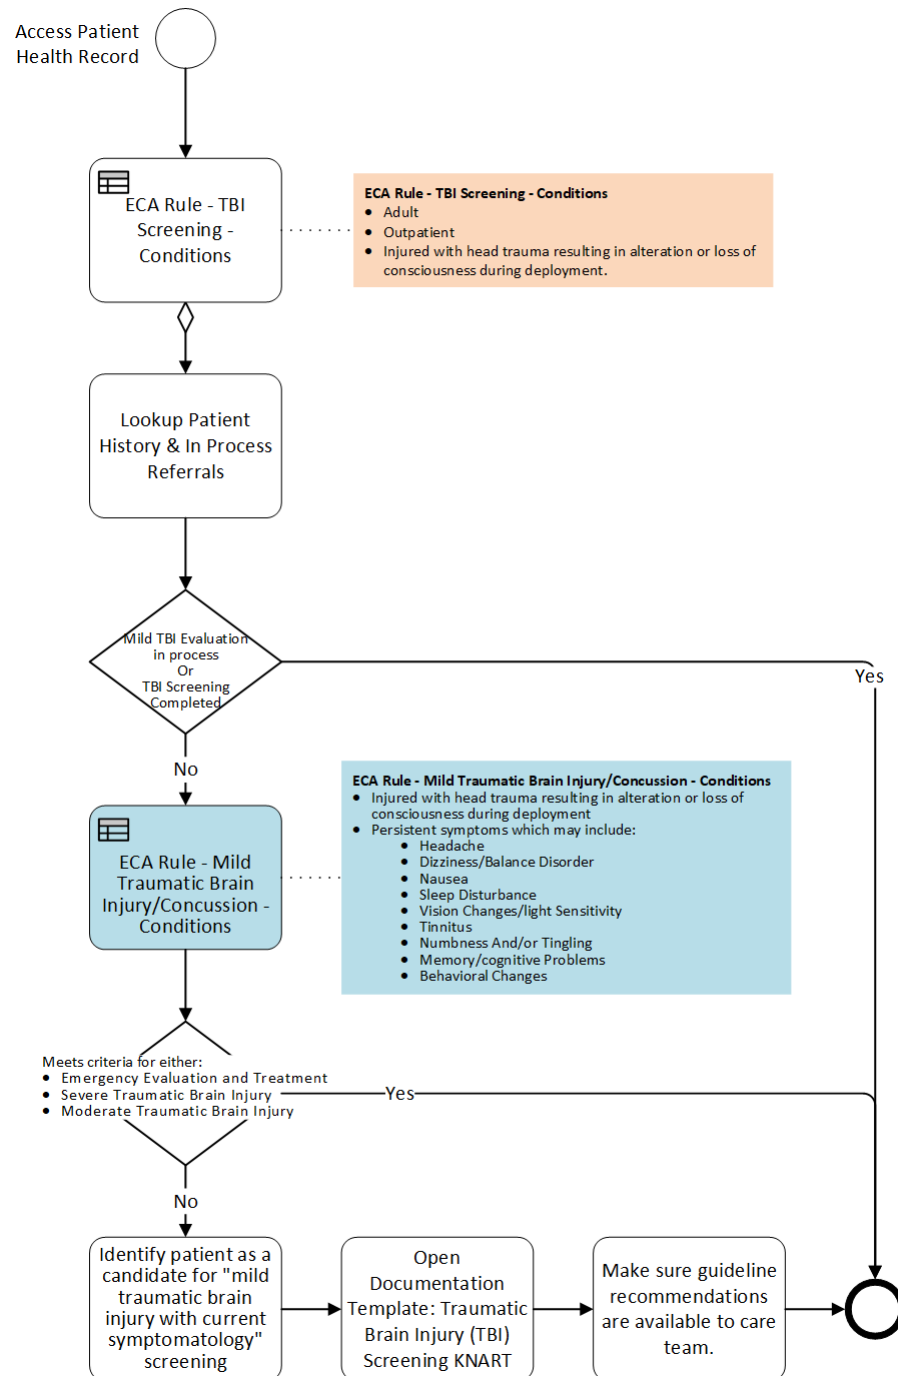 Access Patient
Health Record
ECA Rule - TBI
Screening -
Conditions
ECA Rule - TBI Screening - Conditions
• Adult
• Outpatient
• Injured with head trauma resulting in alteration or loss of
consciousness during deployment.
Lookup Patient
History & In Process
Referrals
Mild TBI Evaluation
in process
Or
TBI Screening
Completed
Yes
No
ECA Rule - Mild Traumatic Brain Injury/Concussion - Conditions
• Injured with head trauma resulting in alteration or loss of
consciousness during deployment
• Persistent symptoms which may include:
• Headache
• Dizziness/Balance Disorder
• Nausea
• Sleep Disturbance
• Vision Changes/light Sensitivity
• Tinnitus
• Numbness And/or Tingling
• Memory/cognitive Problems
• Behavioral Changes
ECA Rule - Mild
Traumatic Brain
Injury/Concussion -
Conditions
Meets criteria for either:
• Emergency Evaluation and Treatment
• Severe Traumatic Brain Injury
• Moderate Traumatic Brain Injury
Yes
No
Identify patient as a
candidate for "mild
traumatic brain
injury with current
symptomatology"
screening
Open
Documentation
Template: Traumatic
Brain Injury (TBI)
Screening KNART
Make sure guideline
recommendations
are available to care
team.